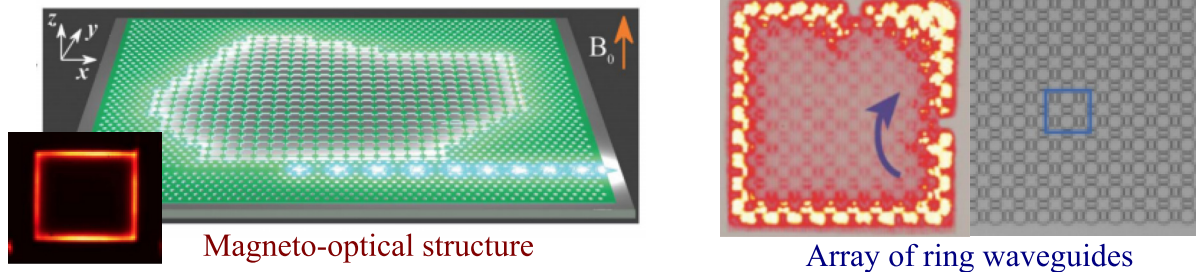 z
y
x
B₀
Magneto-optical structure
Array of ring waveguides